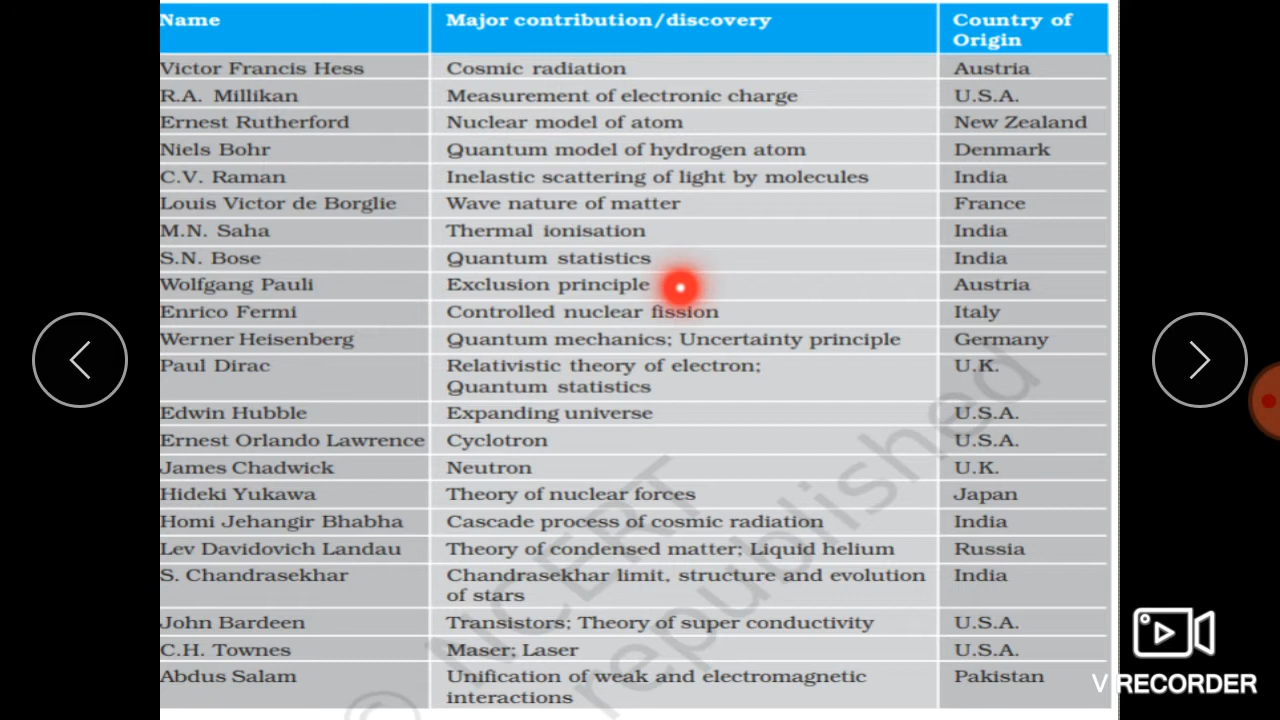 Name Major contribution/discovery Country of
Origin
Victor Francis Hess Cosmic radiation Austria
R.A. Millikan Measurement of electronic charge U.S.A.
Ernest Rutherford Nuclear model of atom New Zealand
Niels Bohr Quantum model of hydrogen atom Denmark
C.V. Raman Inelastic scattering of light by molecules India
Louis Victor de Borglie Wave nature of matter France
M.N. Saha Thermal ionisation India
S.N. Bose Quantum statistics India
Wolfgang Pauli Exclusion principle Austria
Enrico Fermi Controlled nuclear fission Italy
Werner Heisenberg Quantum mechanics; Uncertainty principle Germany
Paul Dirac Relativistic theory of electron; U.K.
Quantum statistics
Edwin Hubble Expanding universe U.S.A.
Ernest Orlando Lawrence Cyclotron U.S.A.
James Chadwick Neutron U.K.
Hideki Yukawa Theory of nuclear forces Japan
Homi Jehangir Bhabha Cascade process of cosmic radiation India
Lev Davidovich Landau Theory of condensed matter; Liquid helium Russia
S. Chandrasekhar Chandrasekhar limit, structure and evolution India
of stars
John Bardeen Transistors; Theory of super conductivity U.S.A.
C.H. Townes Maser; Laser U.S.A.
Abdus Salam Unification of weak and electromagnetic Pakistan
interactions
© NCERT
republished
V RECORDER